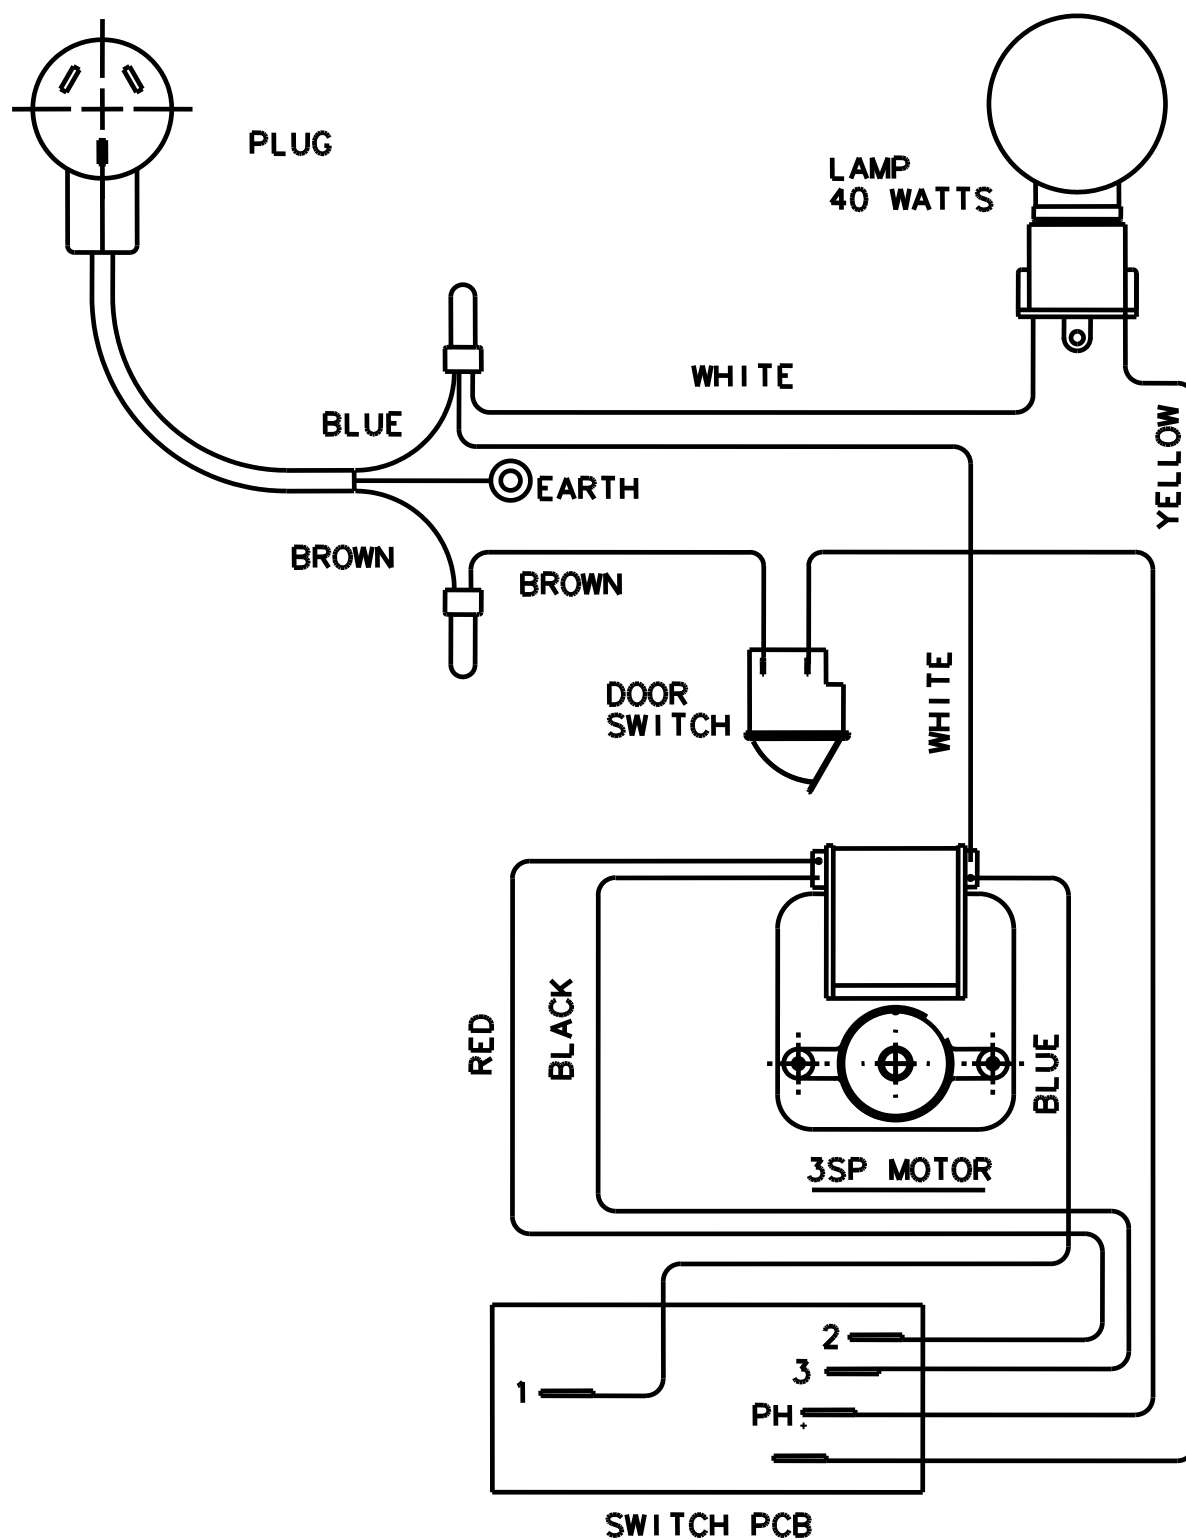 PLUG
LAMP
40 WATTS
WHITE
BLUE
YELLOW
EARTH
BROWN
BROWN
DOOR
SWITCH
WHITE
RED
BLACK
BLUE
3SP MOTOR
2
3
1
PH
SWITCH PCB